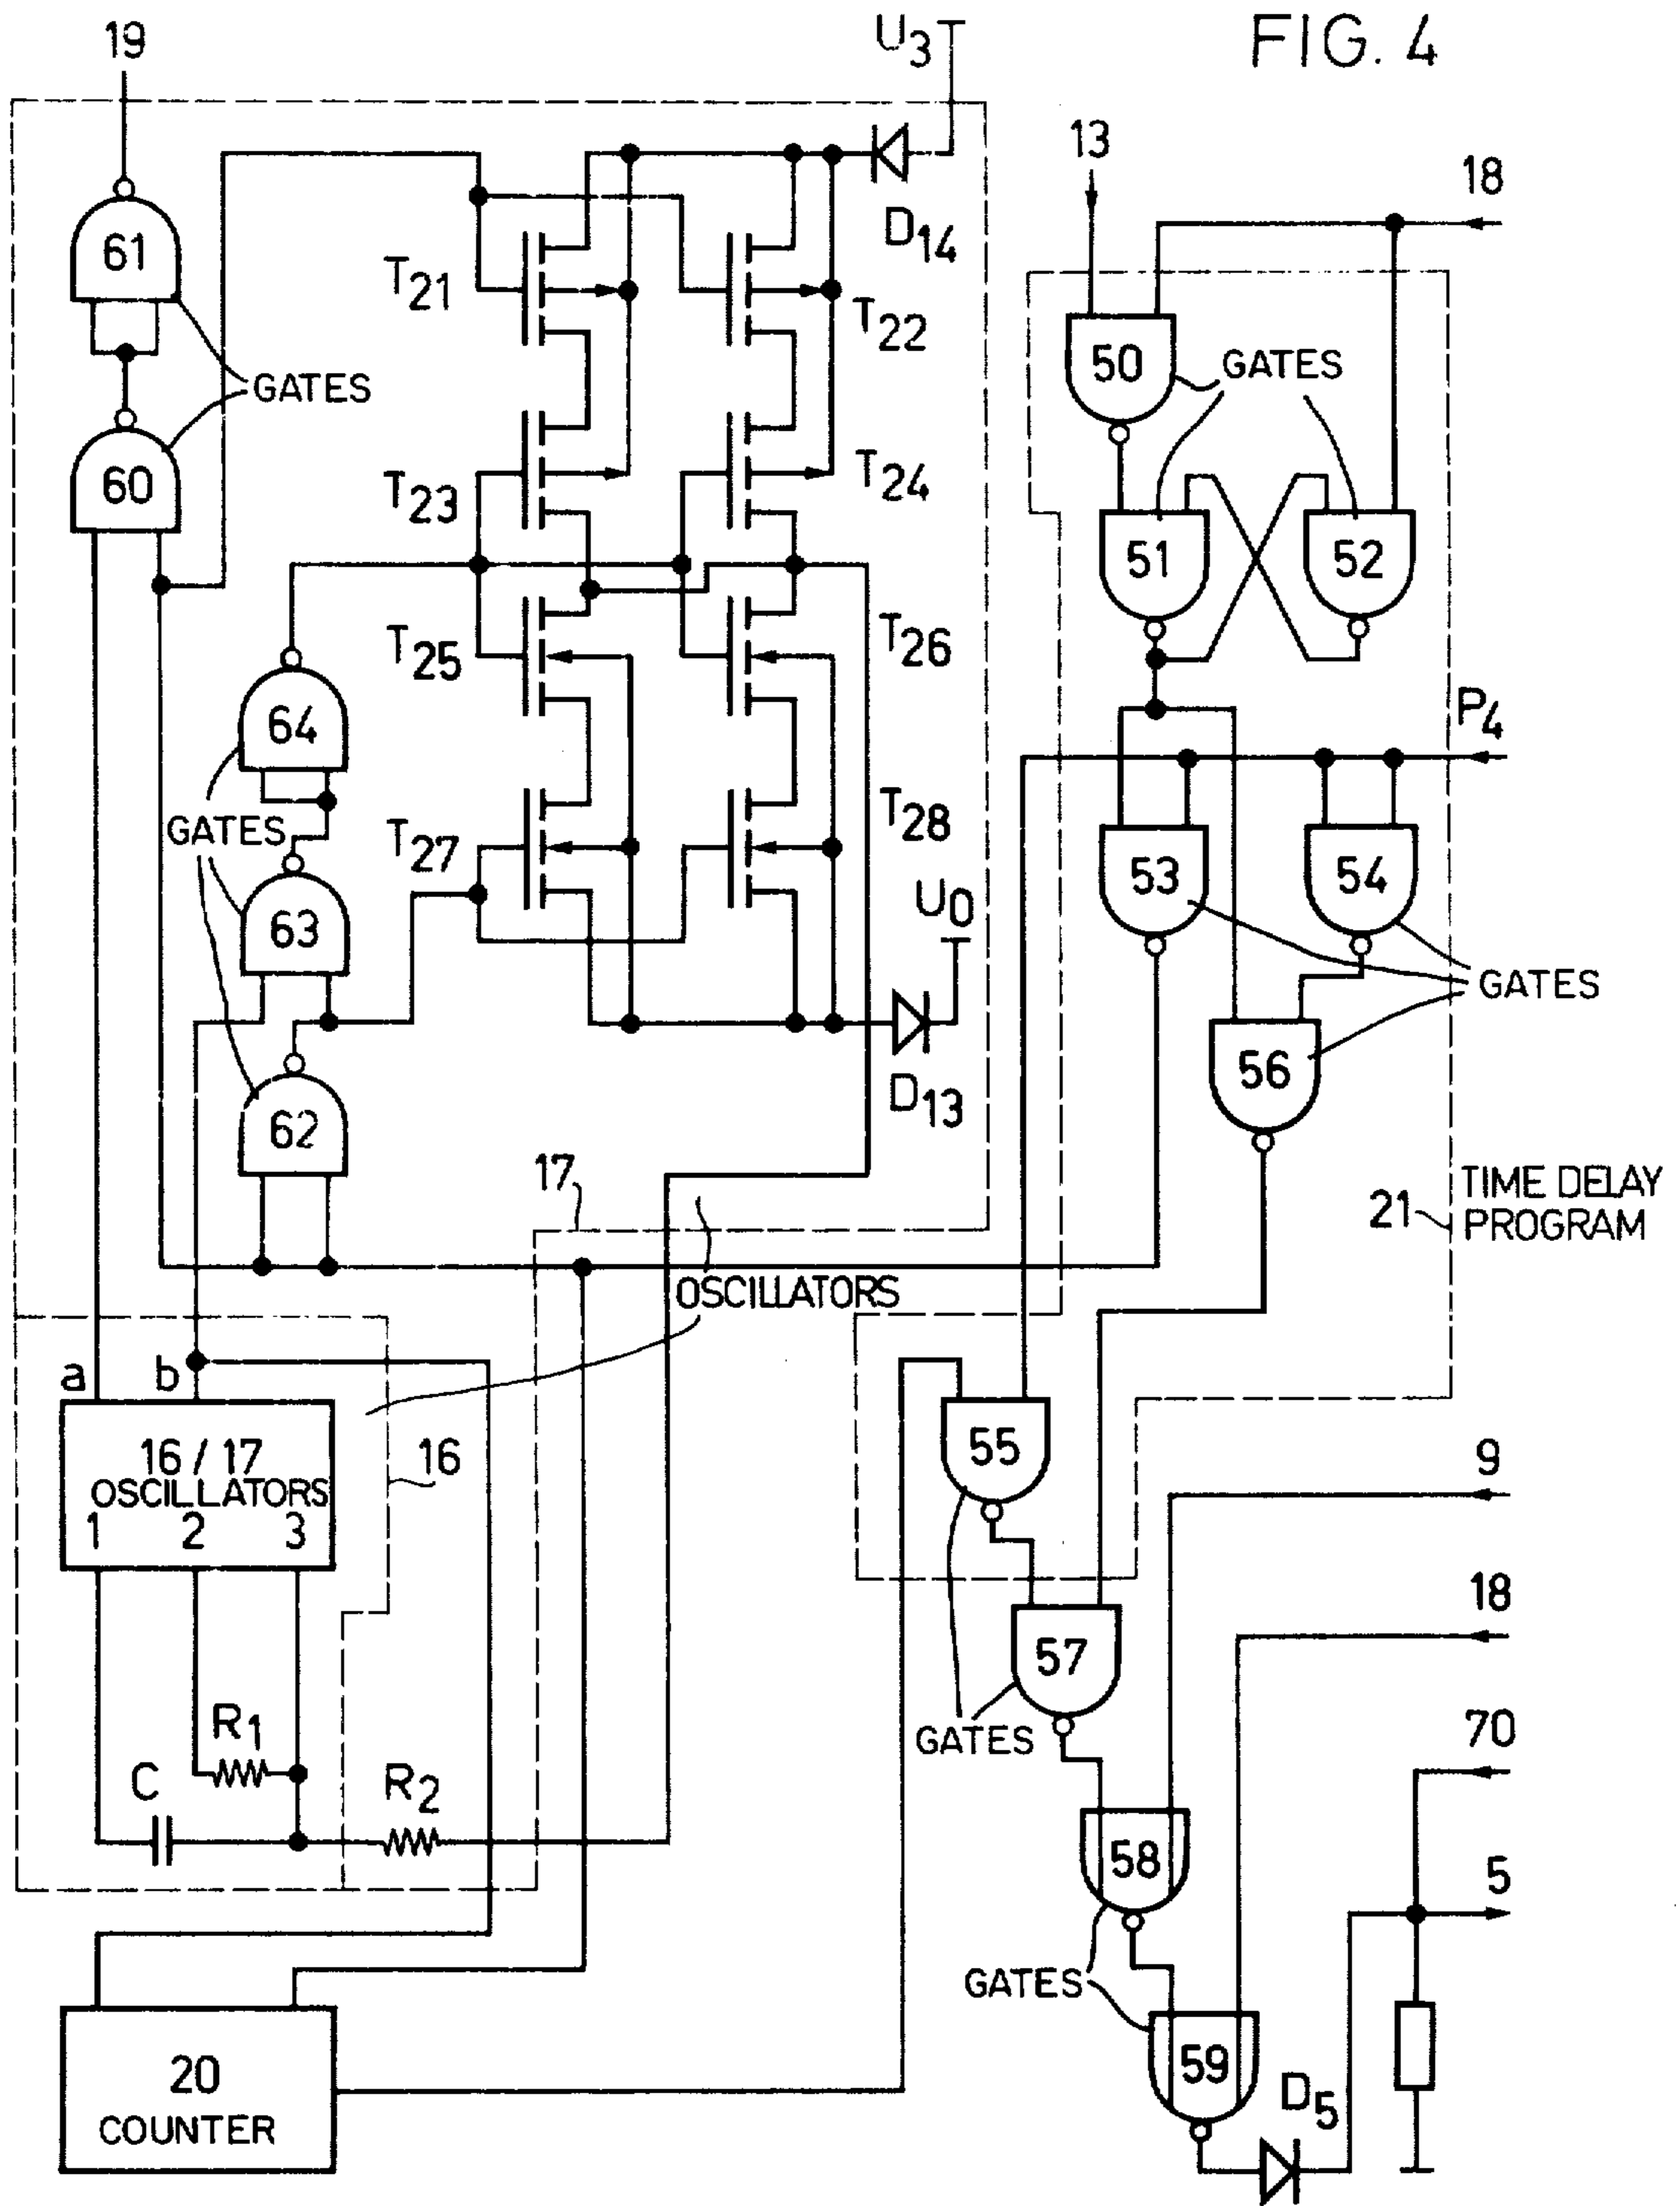 FIG. 4
19
U3
13
18
61
D14
T21
T22
50
GATES
GATES
60
T23
T24
51
52
T25
T26
64
P4
GATES
T27
T28
53
54
63
U0
GATES
56
D13
62
17
21
TIME DELAY
PROGRAM
OSCILLATORS
a
b
16 / 17
OSCILLATORS
1
2
3
16
55
9
18
57
R1
GATES
70
C
R2
58
5
GATES
20
COUNTER
59
D5